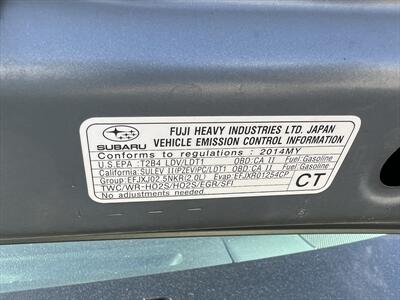 SUBARU
FUJI HEAVY INDUSTRIES LTD. JAPAN
VEHICLE EMISSION CONTROL INFORMATION
Conforms to regulations : 2014MY
U.S.EPA : T2B4 LDV/LDT1 OBD:CA II Fuel:Gasoline
California: SULEV II/PZEV/PC/LDT1 OBD:CA II Fuel:Gasoline
Group:EFJXJ02.5NKR(2.0L) Evap:EFJXR01254CP
TWC/WR-HO2S/HO2S/EGR/SFI
No adjustments needed.
CT